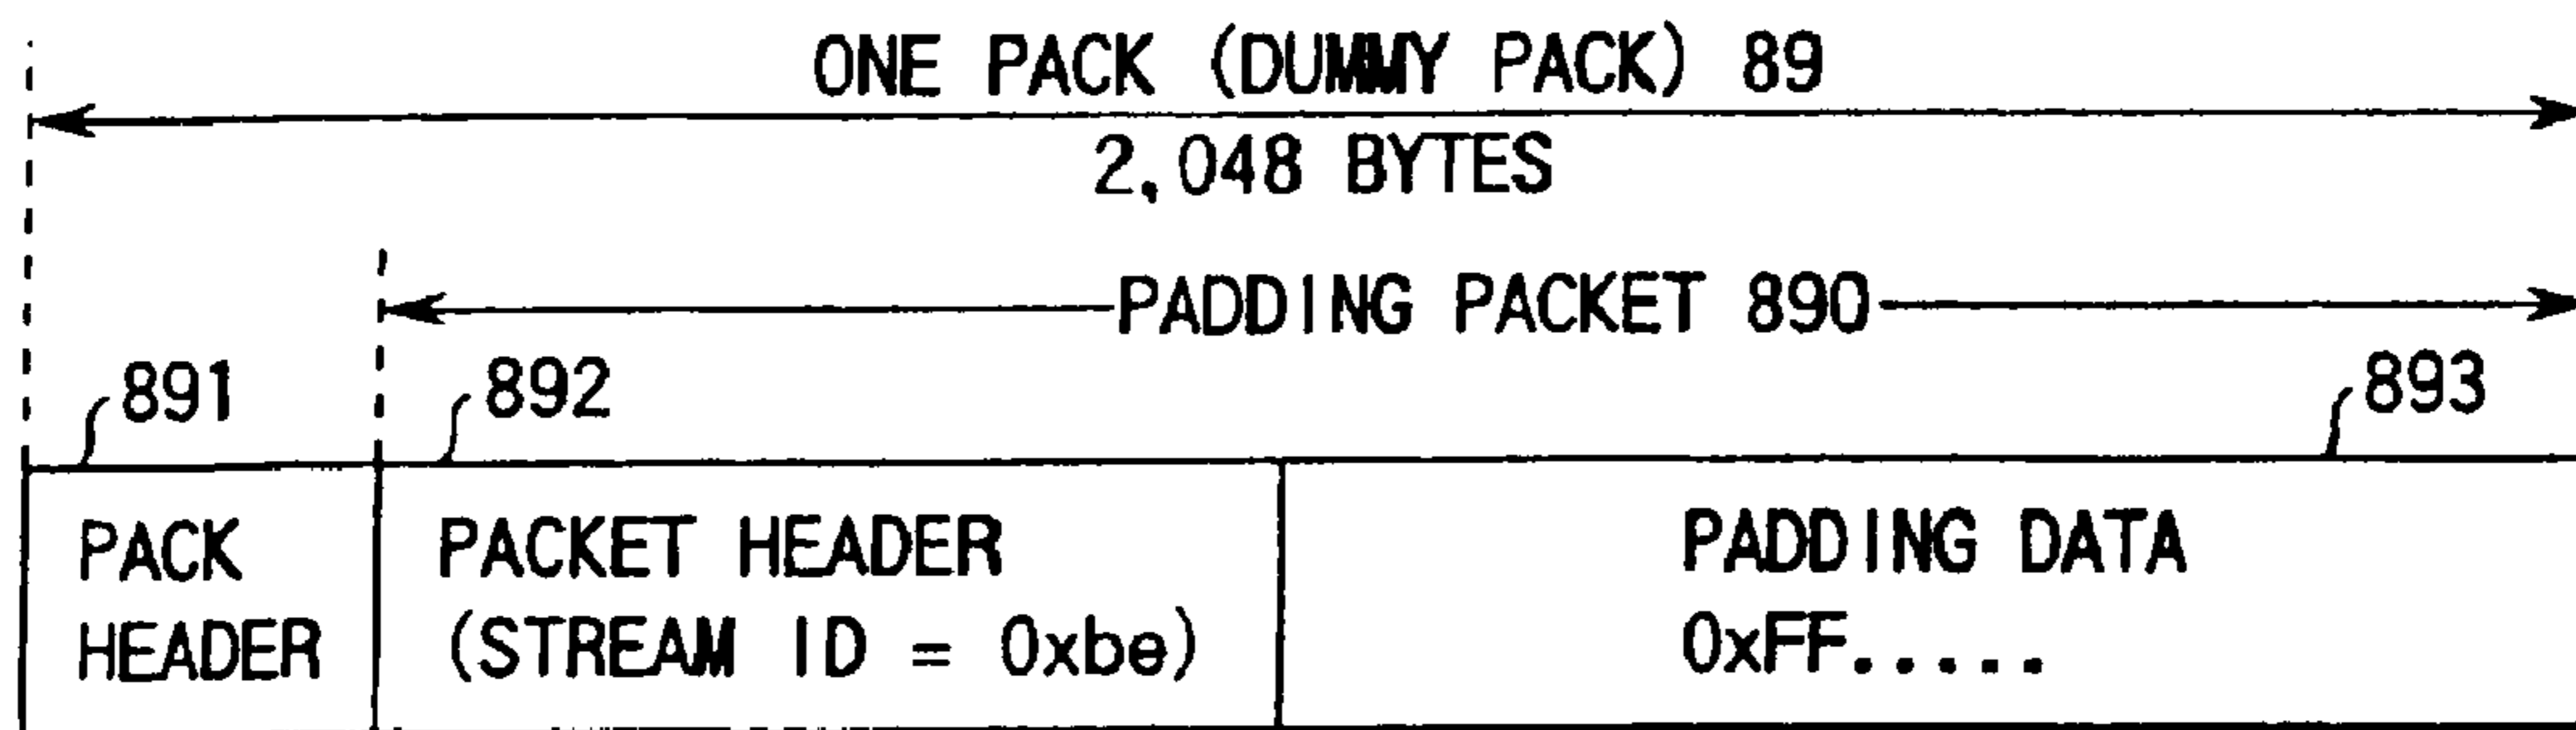 ONE PACK (DUMMY PACK) 89
2,048 BYTES
PADDING PACKET 890
891
892
893
PACK
HEADER
PACKET HEADER
(STREAM ID = 0xbe)
PADDING DATA
0xFF.....